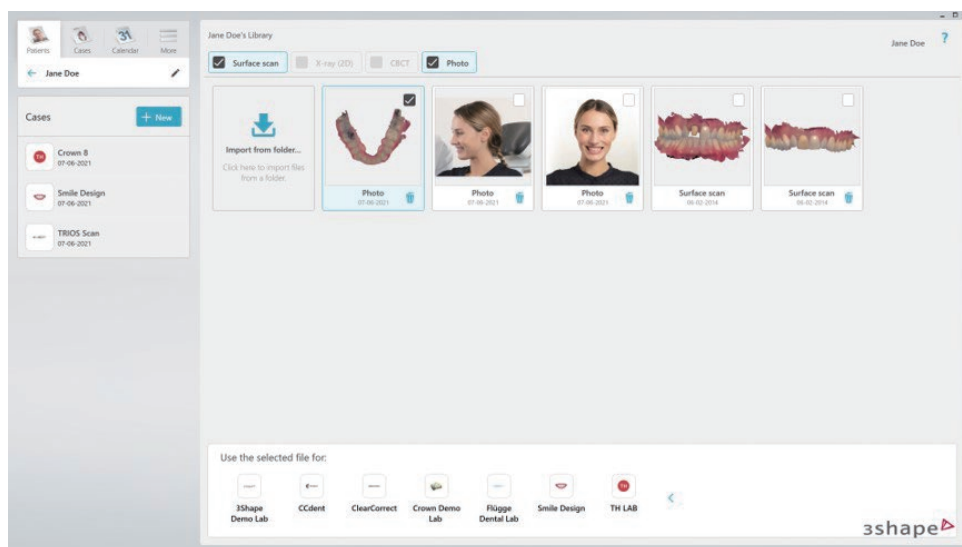 Patients
Cases
31
Calendar
More
Jane Doe
Cases
+ New
TH
Crown 8
07-06-2021
Smile Design
07-06-2021
TRIOS Scan
07-06-2021
Jane Doe's Library
Jane Doe
?
Surface scan
X-ray (2D)
CBCT
Photo
Import from folder...
Click here to import files
from a folder.
Photo
07-06-2021
Photo
07-06-2021
Photo
07-06-2021
Surface scan
06-02-2014
Surface scan
06-02-2014
Use the selected file for:
3Shape
Demo Lab
CCdent
ClearCorrect
Crown Demo
Lab
Flügge
Dental Lab
Smile Design
TH
TH LAB
3shape